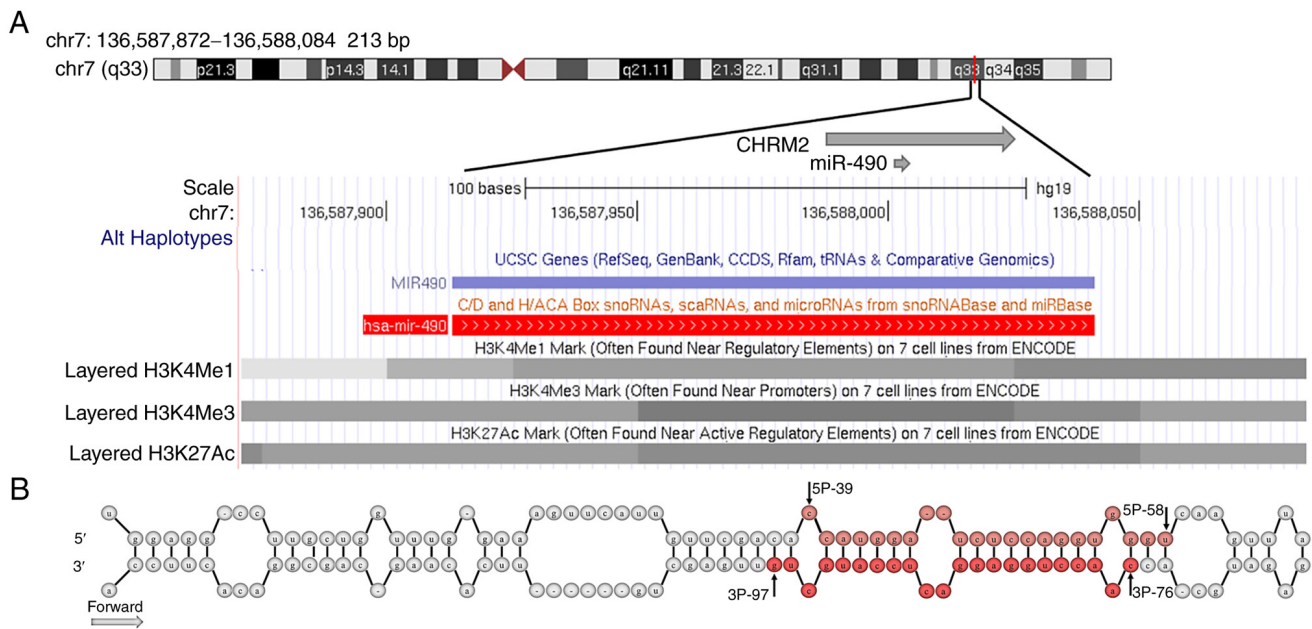 A
chr7: 136,587,872–136,588,084 213 bp
chr7 (q33) p21.3 p14.3 14.1 q21.11 21.3 22.1 q31.1 q33 q34 q35
CHRM2
miR-490
Scale 100 bases hg19
chr7: 136,587,900 136,587,950 136,588,000 136,588,050
Alt Haplotypes
UCSC Genes (RefSeq, GenBank, CCDS, Rfam, tRNAs & Comparative Genomics)
MIR490
C/D and H/ACA Box snoRNAs, scaRNAs, and microRNAs from snoRNABase and miRBase
hsa-mir-490
H3K4Me1 Mark (Often Found Near Regulatory Elements) on 7 cell lines from ENCODE
Layered H3K4Me1
H3K4Me3 Mark (Often Found Near Promoters) on 7 cell lines from ENCODE
Layered H3K4Me3
H3K27Ac Mark (Often Found Near Active Regulatory Elements) on 7 cell lines from ENCODE
Layered H3K27Ac
B
5P-39
5P-58
5′
3′
3P-97
3P-76
Forward